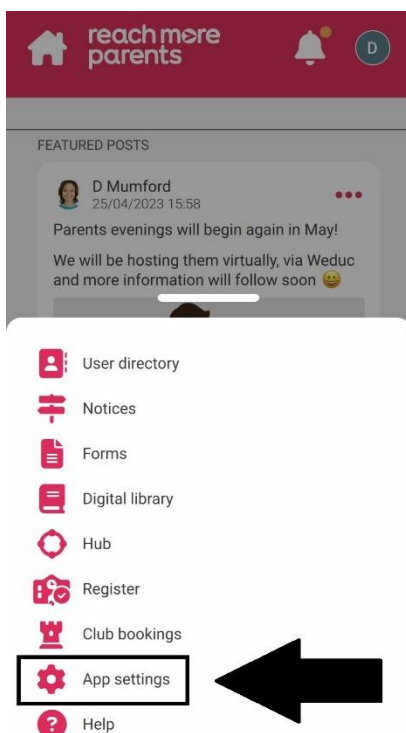 reach more
parents
D
FEATURED POSTS
D Mumford
25/04/2023 15:58
Parents evenings will begin again in May!
We will be hosting them virtually, via Weduc
and more information will follow soon 😀
User directory
Notices
Forms
Digital library
Hub
Register
Club bookings
App settings
?
Help